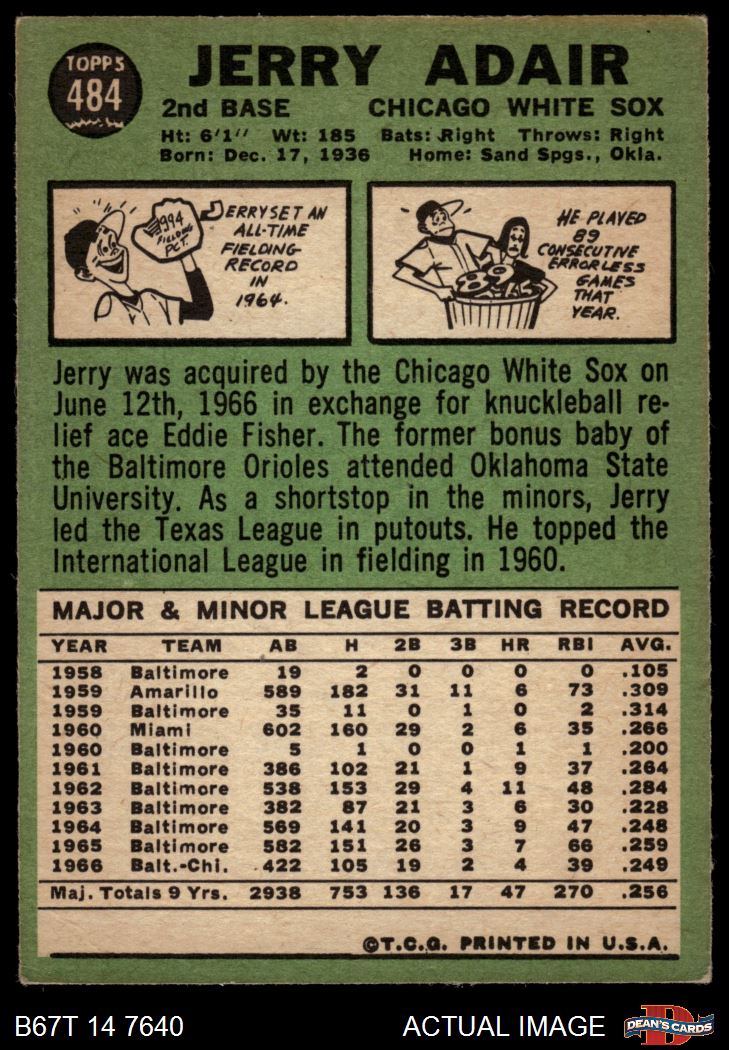 TOPPS
484
JERRY ADAIR
2nd BASE CHICAGO WHITE SOX
Ht: 6'1" Wt: 185 Bats: Right Throws: Right
Born: Dec. 17, 1936 Home: Sand Spgs., Okla.
.994
FIELDING
PCT.
JERRY SET AN
ALL-TIME
FIELDING
RECORD
IN
1964.
HE PLAYED
89
CONSECUTIVE
ERRORLESS
GAMES
THAT
YEAR.
Jerry was acquired by the Chicago White Sox on
June 12th, 1966 in exchange for knuckleball re-
lief ace Eddie Fisher. The former bonus baby of
the Baltimore Orioles attended Oklahoma State
University. As a shortstop in the minors, Jerry
led the Texas League in putouts. He topped the
International League in fielding in 1960.
MAJOR & MINOR LEAGUE BATTING RECORD
YEAR TEAM AB H 2B 3B HR RBI AVG.
1958 Baltimore 19 2 0 0 0 0 .105
1959 Amarillo 589 182 31 11 6 73 .309
1959 Baltimore 35 11 0 1 0 2 .314
1960 Miami 602 160 29 2 6 35 .266
1960 Baltimore 5 1 0 0 1 1 .200
1961 Baltimore 386 102 21 1 9 37 .264
1962 Baltimore 538 153 29 4 11 48 .284
1963 Baltimore 382 87 21 3 6 30 .228
1964 Baltimore 569 141 20 3 9 47 .248
1965 Baltimore 582 151 26 3 7 66 .259
1966 Balt.-Chi. 422 105 19 2 4 39 .249
Maj. Totals 9 Yrs. 2938 753 136 17 47 270 .256
©T.C.G. PRINTED IN U.S.A.
B67T 14 7640 ACTUAL IMAGE
D
DEAN'S CARDS